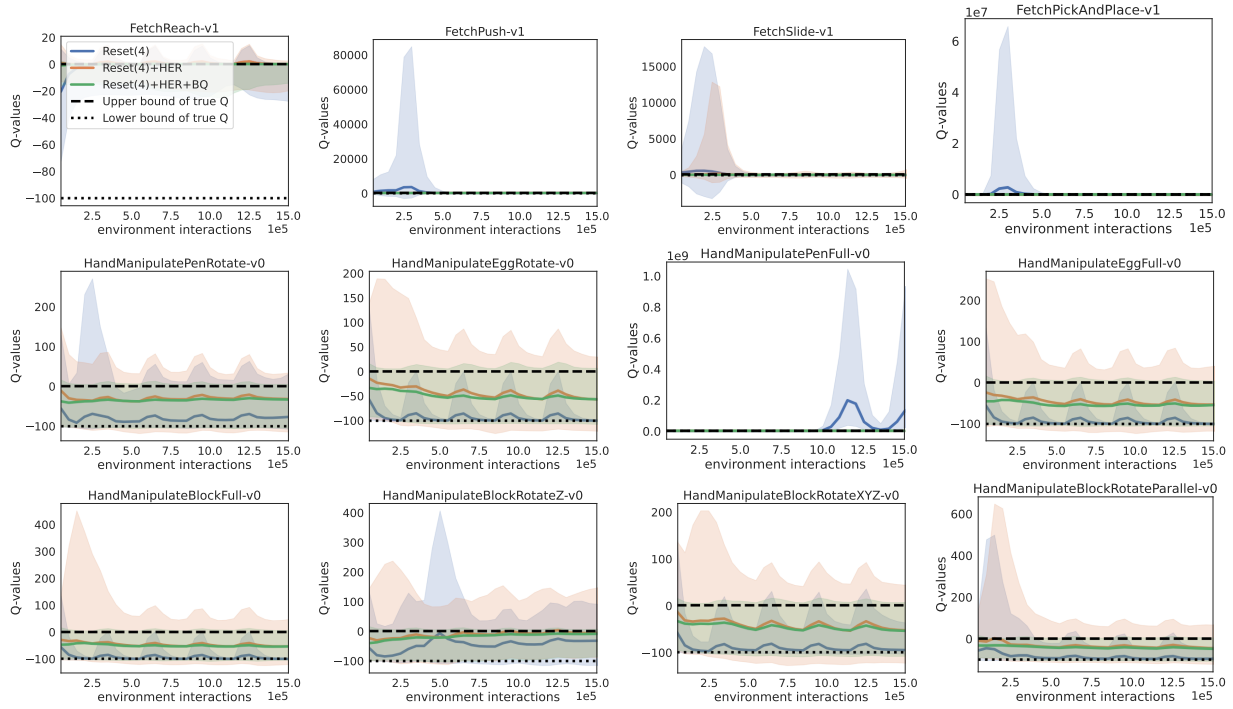 FetchReach-v1
20
0
−20
−40
−60
−80
−100
Q-values
Reset(4)
Reset(4)+HER
Reset(4)+HER+BQ
Upper bound of true Q
Lower bound of true Q
2.5 5.0 7.5 10.0 12.5 15.0
environment interactions 1e5
FetchPush-v1
80000
60000
40000
20000
0
Q-values
2.5 5.0 7.5 10.0 12.5 15.0
environment interactions 1e5
FetchSlide-v1
15000
10000
5000
0
Q-values
2.5 5.0 7.5 10.0 12.5 15.0
environment interactions 1e5
1e7
FetchPickAndPlace-v1
6
4
2
0
Q-values
2.5 5.0 7.5 10.0 12.5 15.0
environment interactions 1e5
HandManipulatePenRotate-v0
200
100
0
−100
Q-values
2.5 5.0 7.5 10.0 12.5 15.0
environment interactions 1e5
HandManipulateEggRotate-v0
200
150
100
50
0
−50
−100
Q-values
2.5 5.0 7.5 10.0 12.5 15.0
environment interactions 1e5
1e9
HandManipulatePenFull-v0
1.0
0.8
0.6
0.4
0.2
0.0
Q-values
2.5 5.0 7.5 10.0 12.5 15.0
environment interactions 1e5
HandManipulateEggFull-v0
200
100
0
−100
Q-values
2.5 5.0 7.5 10.0 12.5 15.0
environment interactions 1e5
HandManipulateBlockFull-v0
400
300
200
100
0
−100
Q-values
2.5 5.0 7.5 10.0 12.5 15.0
environment interactions 1e5
HandManipulateBlockRotateZ-v0
400
300
200
100
0
−100
Q-values
2.5 5.0 7.5 10.0 12.5 15.0
environment interactions 1e5
HandManipulateBlockRotateXYZ-v0
200
100
0
−100
Q-values
2.5 5.0 7.5 10.0 12.5 15.0
environment interactions 1e5
HandManipulateBlockRotateParallel-v0
600
400
200
0
Q-values
2.5 5.0 7.5 10.0 12.5 15.0
environment interactions 1e5